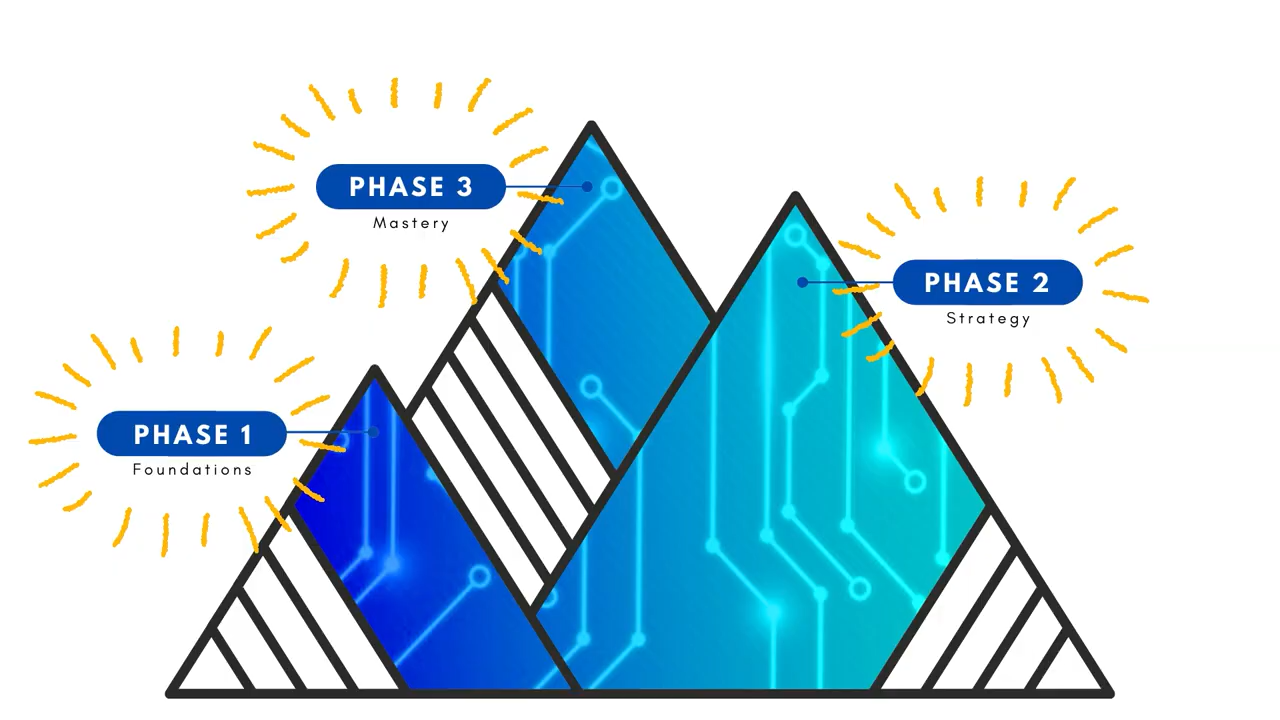 PHASE 3
Mastery
PHASE 2
Strategy
PHASE 1
Foundations